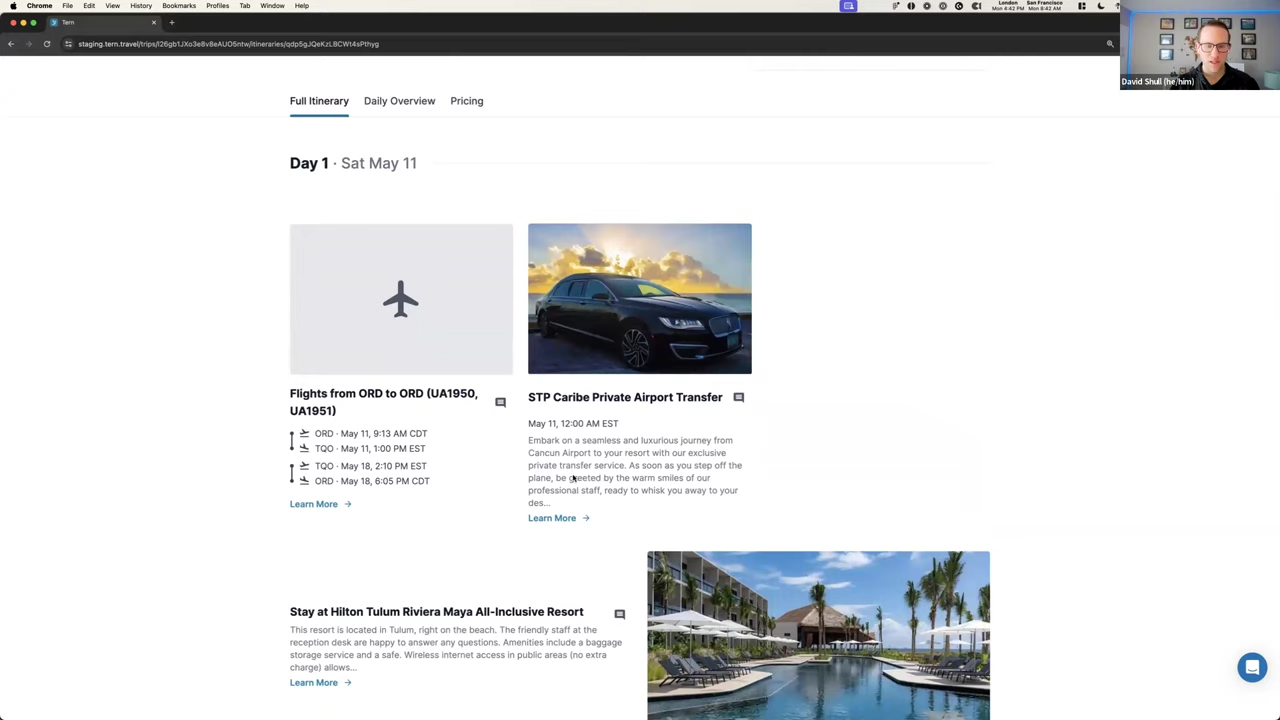 Chrome File Edit View History Bookmarks Profiles Tab Window Help
London
Mon 4:42 PM
San Francisco
Mon 8:42 AM
Tern
David Shull (he/him)
Full Itinerary Daily Overview Pricing
Day 1 · Sat May 11
Flights from ORD to ORD (UA1950,
UA1951)
ORD · May 11, 9:13 AM CDT
TQO · May 11, 1:00 PM EST
TQO · May 18, 2:10 PM EST
ORD · May 18, 6:05 PM CDT
Learn More
STP Caribe Private Airport Transfer
May 11, 12:00 AM EST
Embark on a seamless and luxurious journey from
Cancun Airport to your resort with our exclusive
private transfer service. As soon as you step off the
plane, be greeted by the warm smiles of our
professional staff, ready to whisk you away to your
des...
Learn More
Stay at Hilton Tulum Riviera Maya All-Inclusive Resort
This resort is located in Tulum, right on the beach. The friendly staff at the
reception desk are happy to answer any questions. Amenities include a baggage
storage service and a safe. Wireless internet access in public areas (no extra
charge) allows...
Learn More